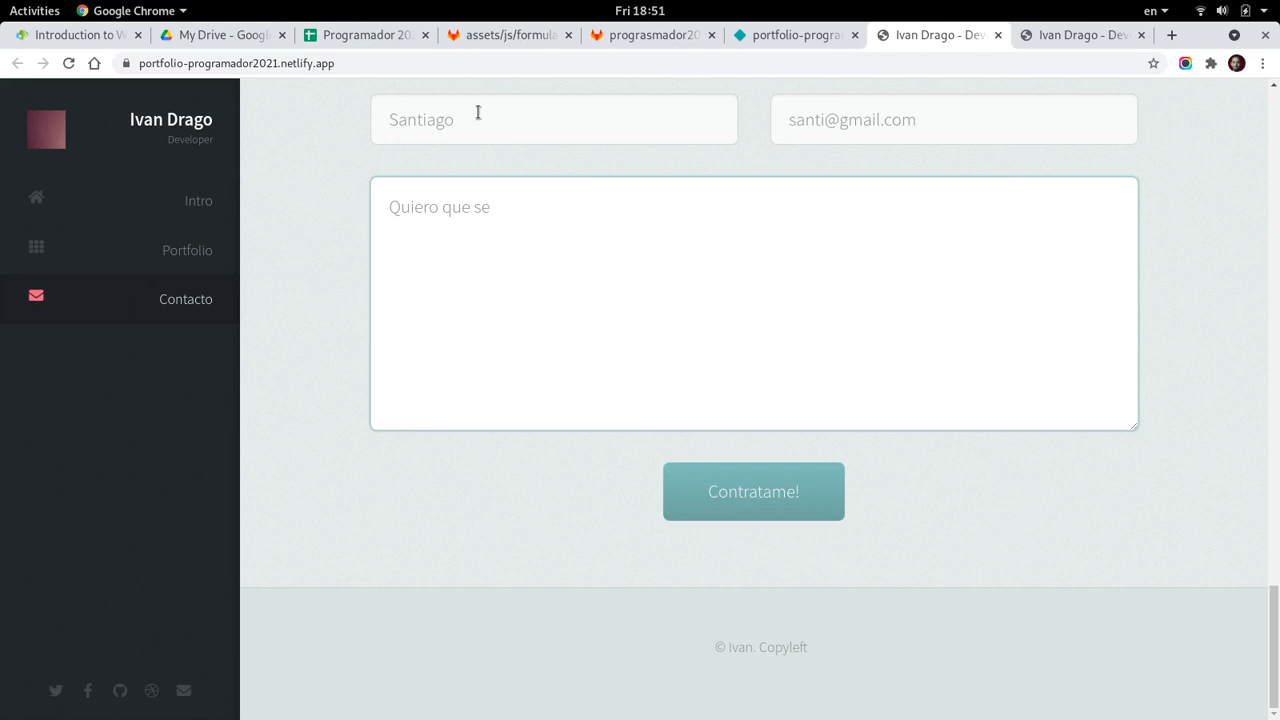 Activities
Google Chrome
Fri 18:51
en
Introduction to W
My Drive - Google
Programador 202
assets/js/formula
prograsmador20
portfolio-progra
Ivan Drago - Dev
Ivan Drago - Dev
portfolio-programador2021.netlify.app
Ivan Drago
Developer
Intro
Portfolio
Contacto
Santiago
santi@gmail.com
Quiero que se
Contratame!
© Ivan. Copyleft